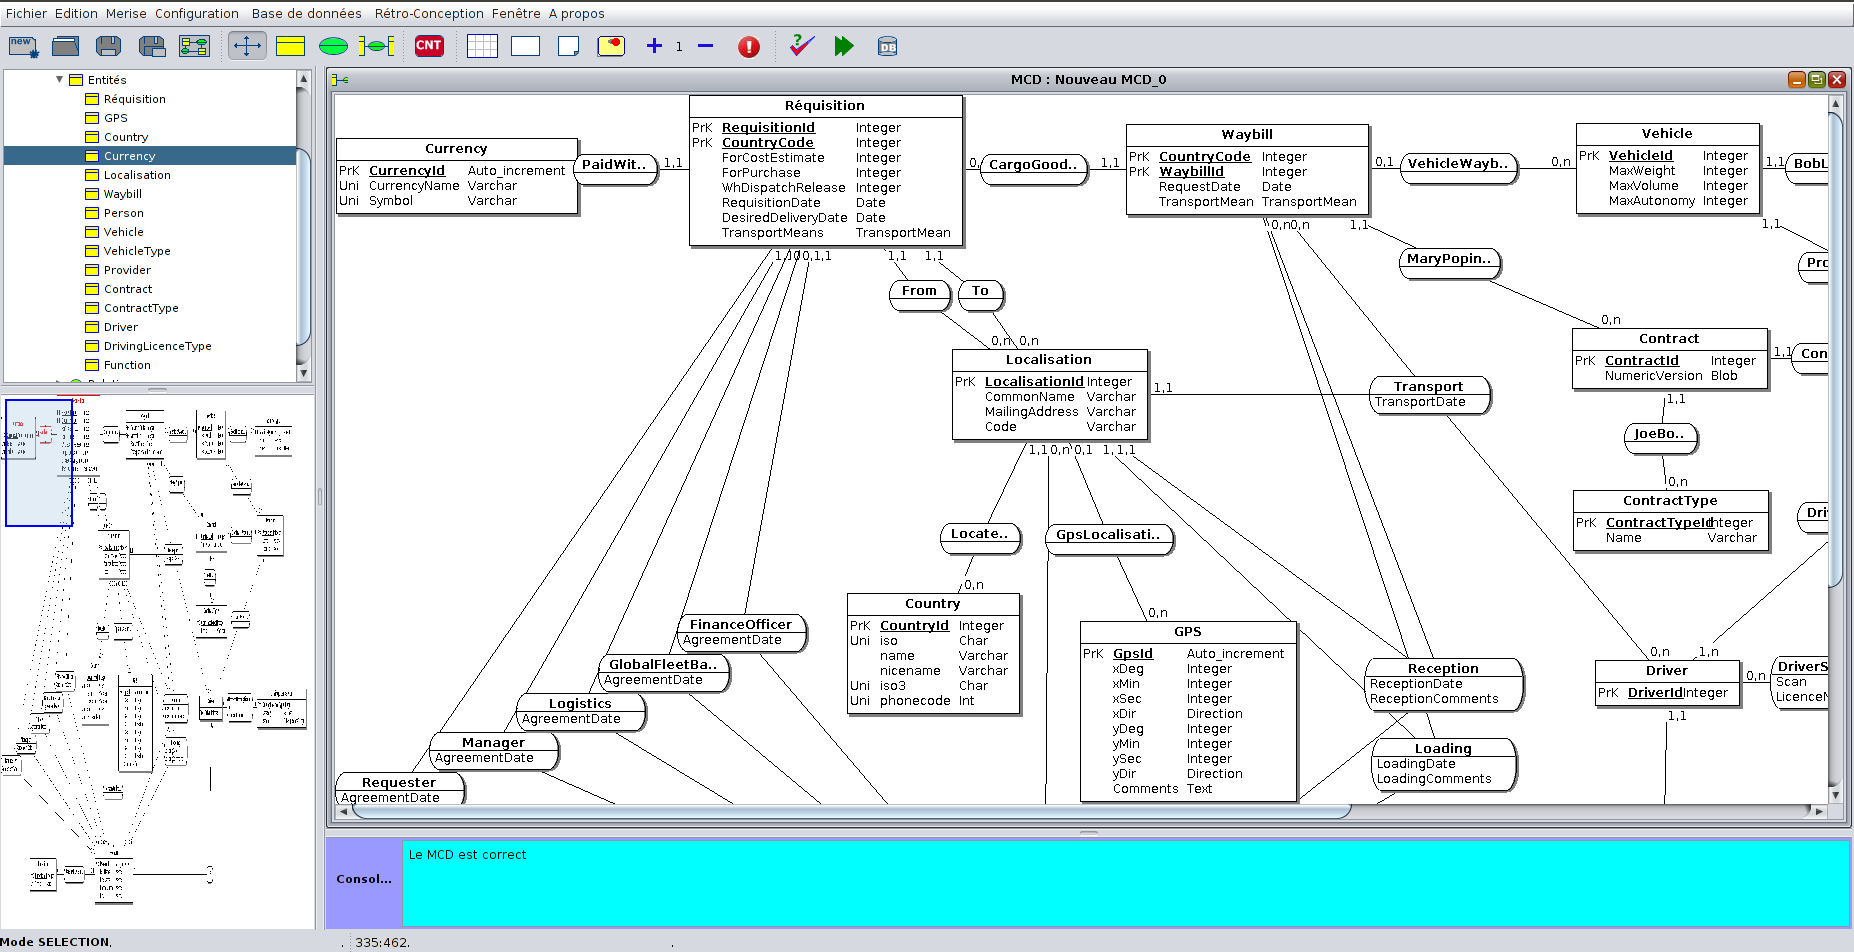 Fichier Edition Merise Configuration Base de données Rétro-Conception Fenêtre A propos
new
CNT
1
DB
Entités
Réquisition
GPS
Country
Currency
Localisation
Waybill
Person
Vehicle
VehicleType
Provider
Contract
ContractType
Driver
DrivingLicenceType
Function
MCD : Nouveau MCD_0
Currency
PrK CurrencyId Auto_increment
Uni CurrencyName Varchar
Uni Symbol Varchar
PaidWit..
1,1
Réquisition
PrK RequisitionId Integer
PrK CountryCode Integer
ForCostEstimate Integer
ForPurchase Integer
WhDispatchRelease Integer
RequisitionDate Date
DesiredDeliveryDate Date
TransportMeans TransportMean
CargoGood..
1,1
Waybill
PrK CountryCode Integer
PrK WaybillId Integer
RequestDate Date
TransportMean TransportMean
0,1
VehicleWayb..
0,n
Vehicle
PrK VehicleId Integer
MaxWeight Integer
MaxVolume Integer
MaxAutonomy Integer
1,1
BobL
1,1
Pro
1,1
1,1
1,1
1,1
From
To
0,n
0,n
0,n
0,n
1,1
MaryPopin..
0,n
Localisation
PrK LocalisationId Integer
CommonName Varchar
MailingAddress Varchar
Code Varchar
1,1
Transport
TransportDate
Contract
PrK ContractId Integer
NumericVersion Blob
1,1
Con
1,1
JoeBo..
0,n
ContractType
PrK ContractTypeId Integer
Name Varchar
Dri
1,1
0,n
0,1
Locate..
GpsLocalisati..
0,n
0,n
Country
PrK CountryId Integer
Uni iso Char
name Varchar
nicename Varchar
Uni iso3 Char
Uni phonecode Int
GPS
PrK GpsId Auto_increment
xDeg Integer
xMin Integer
xSec Integer
xDir Direction
yDeg Integer
yMin Integer
ySec Integer
yDir Direction
Comments Text
FinanceOfficer
AgreementDate
GlobalFleetBa..
AgreementDate
Logistics
AgreementDate
Manager
AgreementDate
Requester
AgreementDate
Reception
ReceptionDate
ReceptionComments
Loading
LoadingDate
LoadingComments
0,n
1,n
Driver
PrK DriverId Integer
0,n
DriverS
Scan
LicenceN
1,1
Consol...
Le MCD est correct
Mode SELECTION.
335:462.